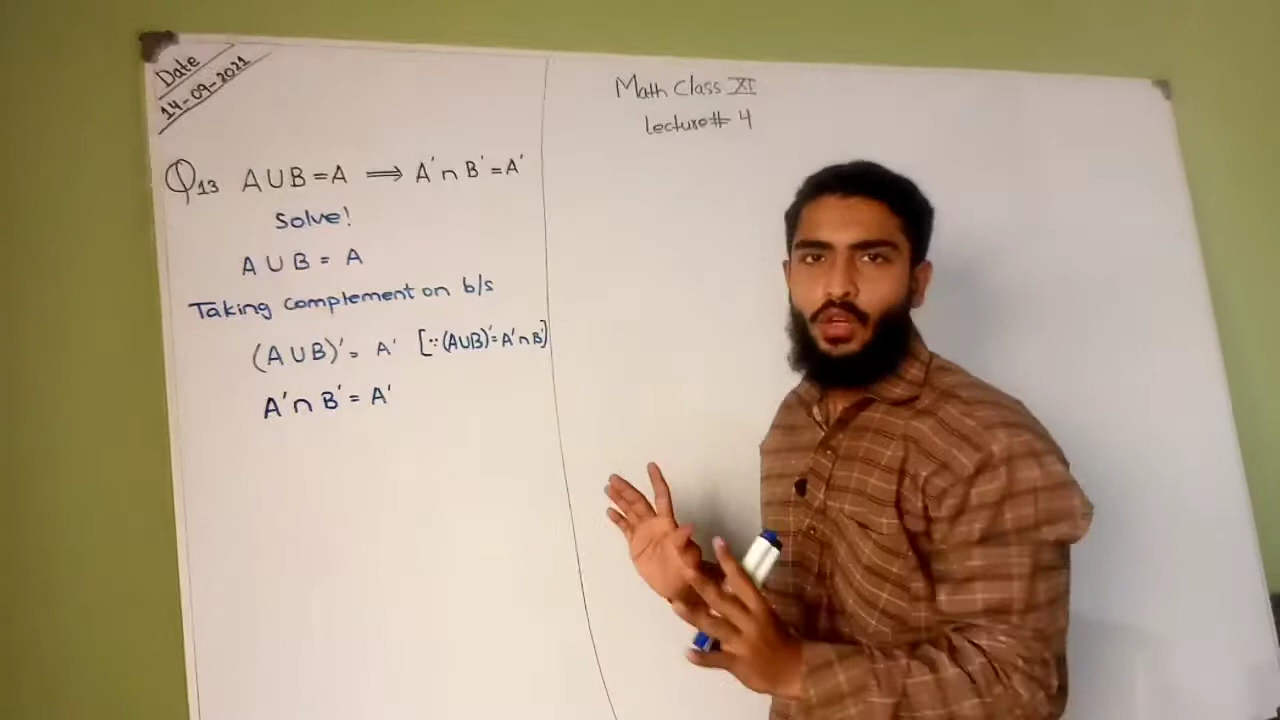 Date
14-09-2021
Math Class XI
Lecture# 4
Q13 A∪B=A ⟹ A'∩B'=A'
Solve!
A∪B = A
Taking complement on b/s
(A∪B)' = A' [∵(A∪B)'=A'∩B']
A'∩B' = A'